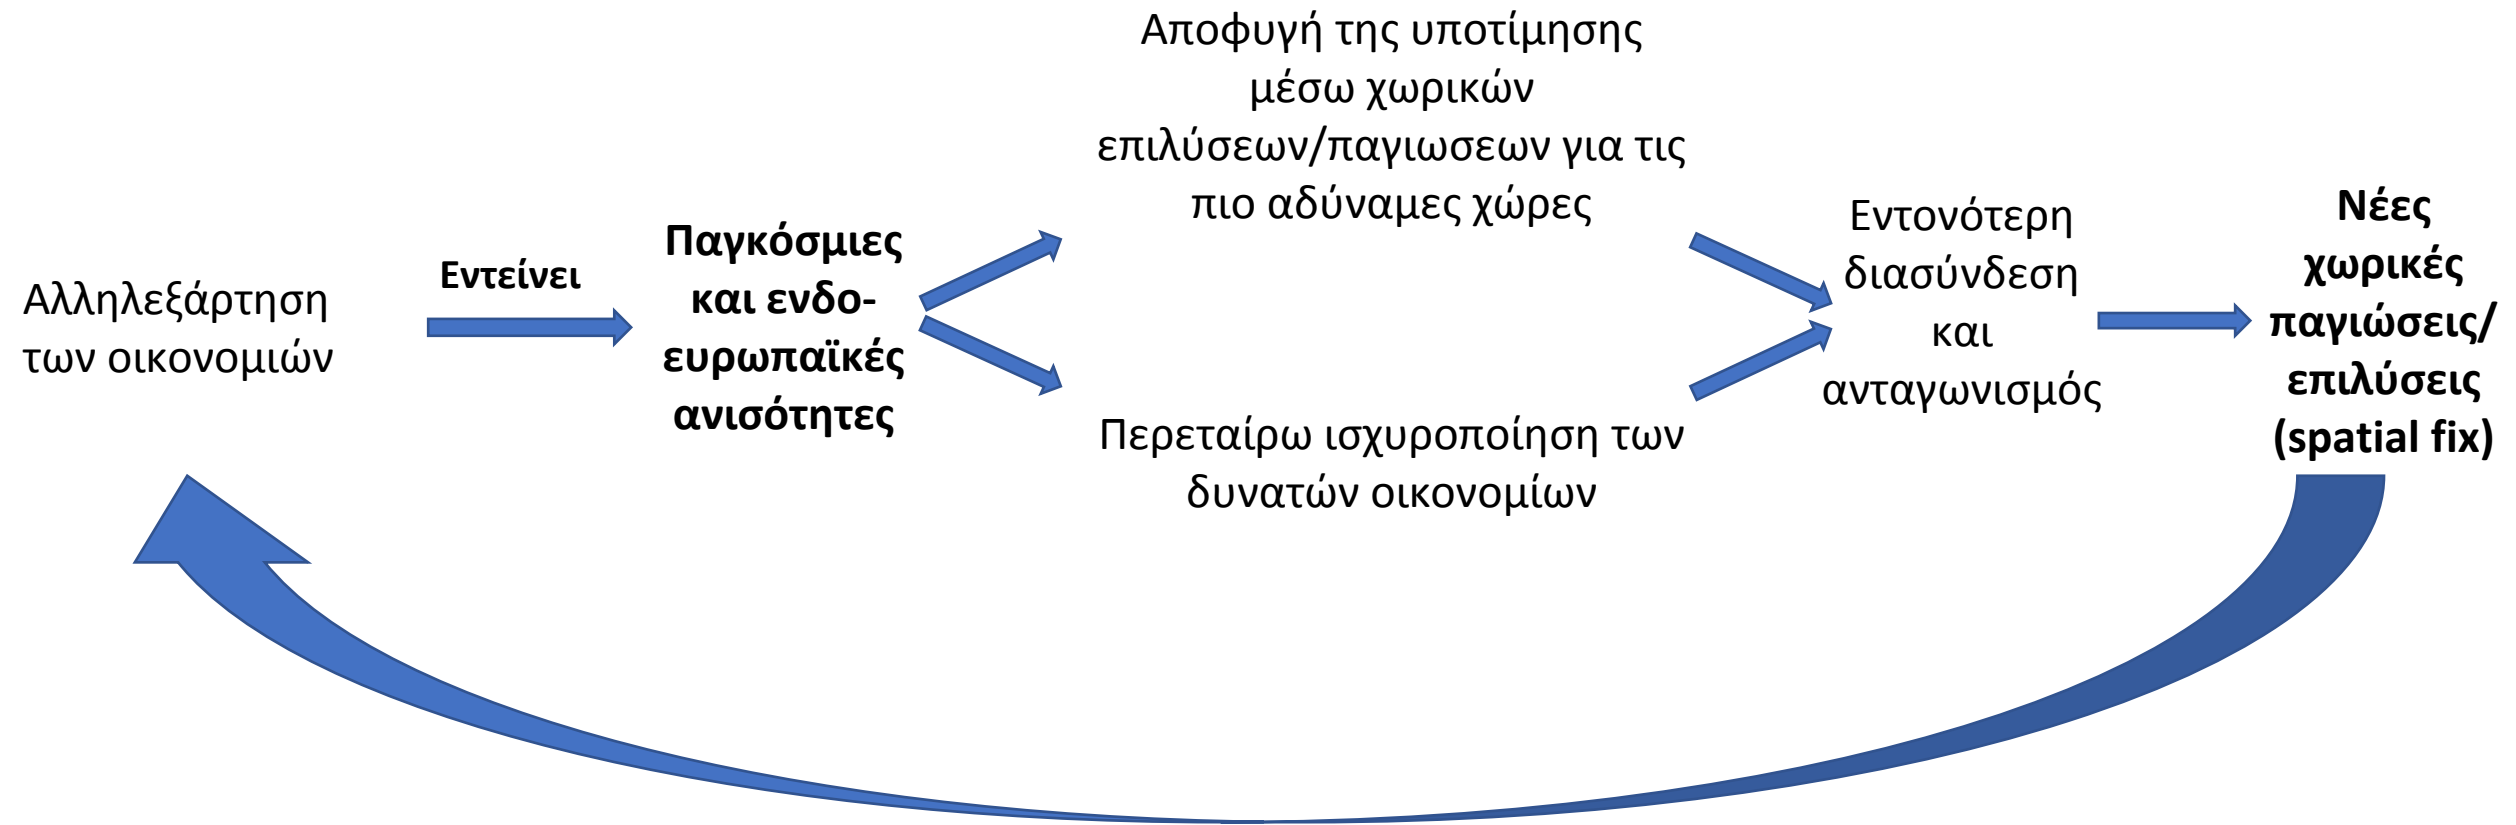 Αλληλεξάρτηση
των οικονομιών
Εντείνει
Παγκόσμιες
και ενδο-
ευρωπαϊκές
ανισότητες
Αποφυγή της υποτίμησης
μέσω χωρικών
επιλύσεων/παγιωσεων για τις
πιο αδύναμες χώρες
Περεταίρω ισχυροποίηση των
δυνατών οικονομίων
Εντονότερη
διασύνδεση
και
ανταγωνισμός
Νέες
χωρικές
παγιώσεις/
επιλύσεις
(spatial fix)